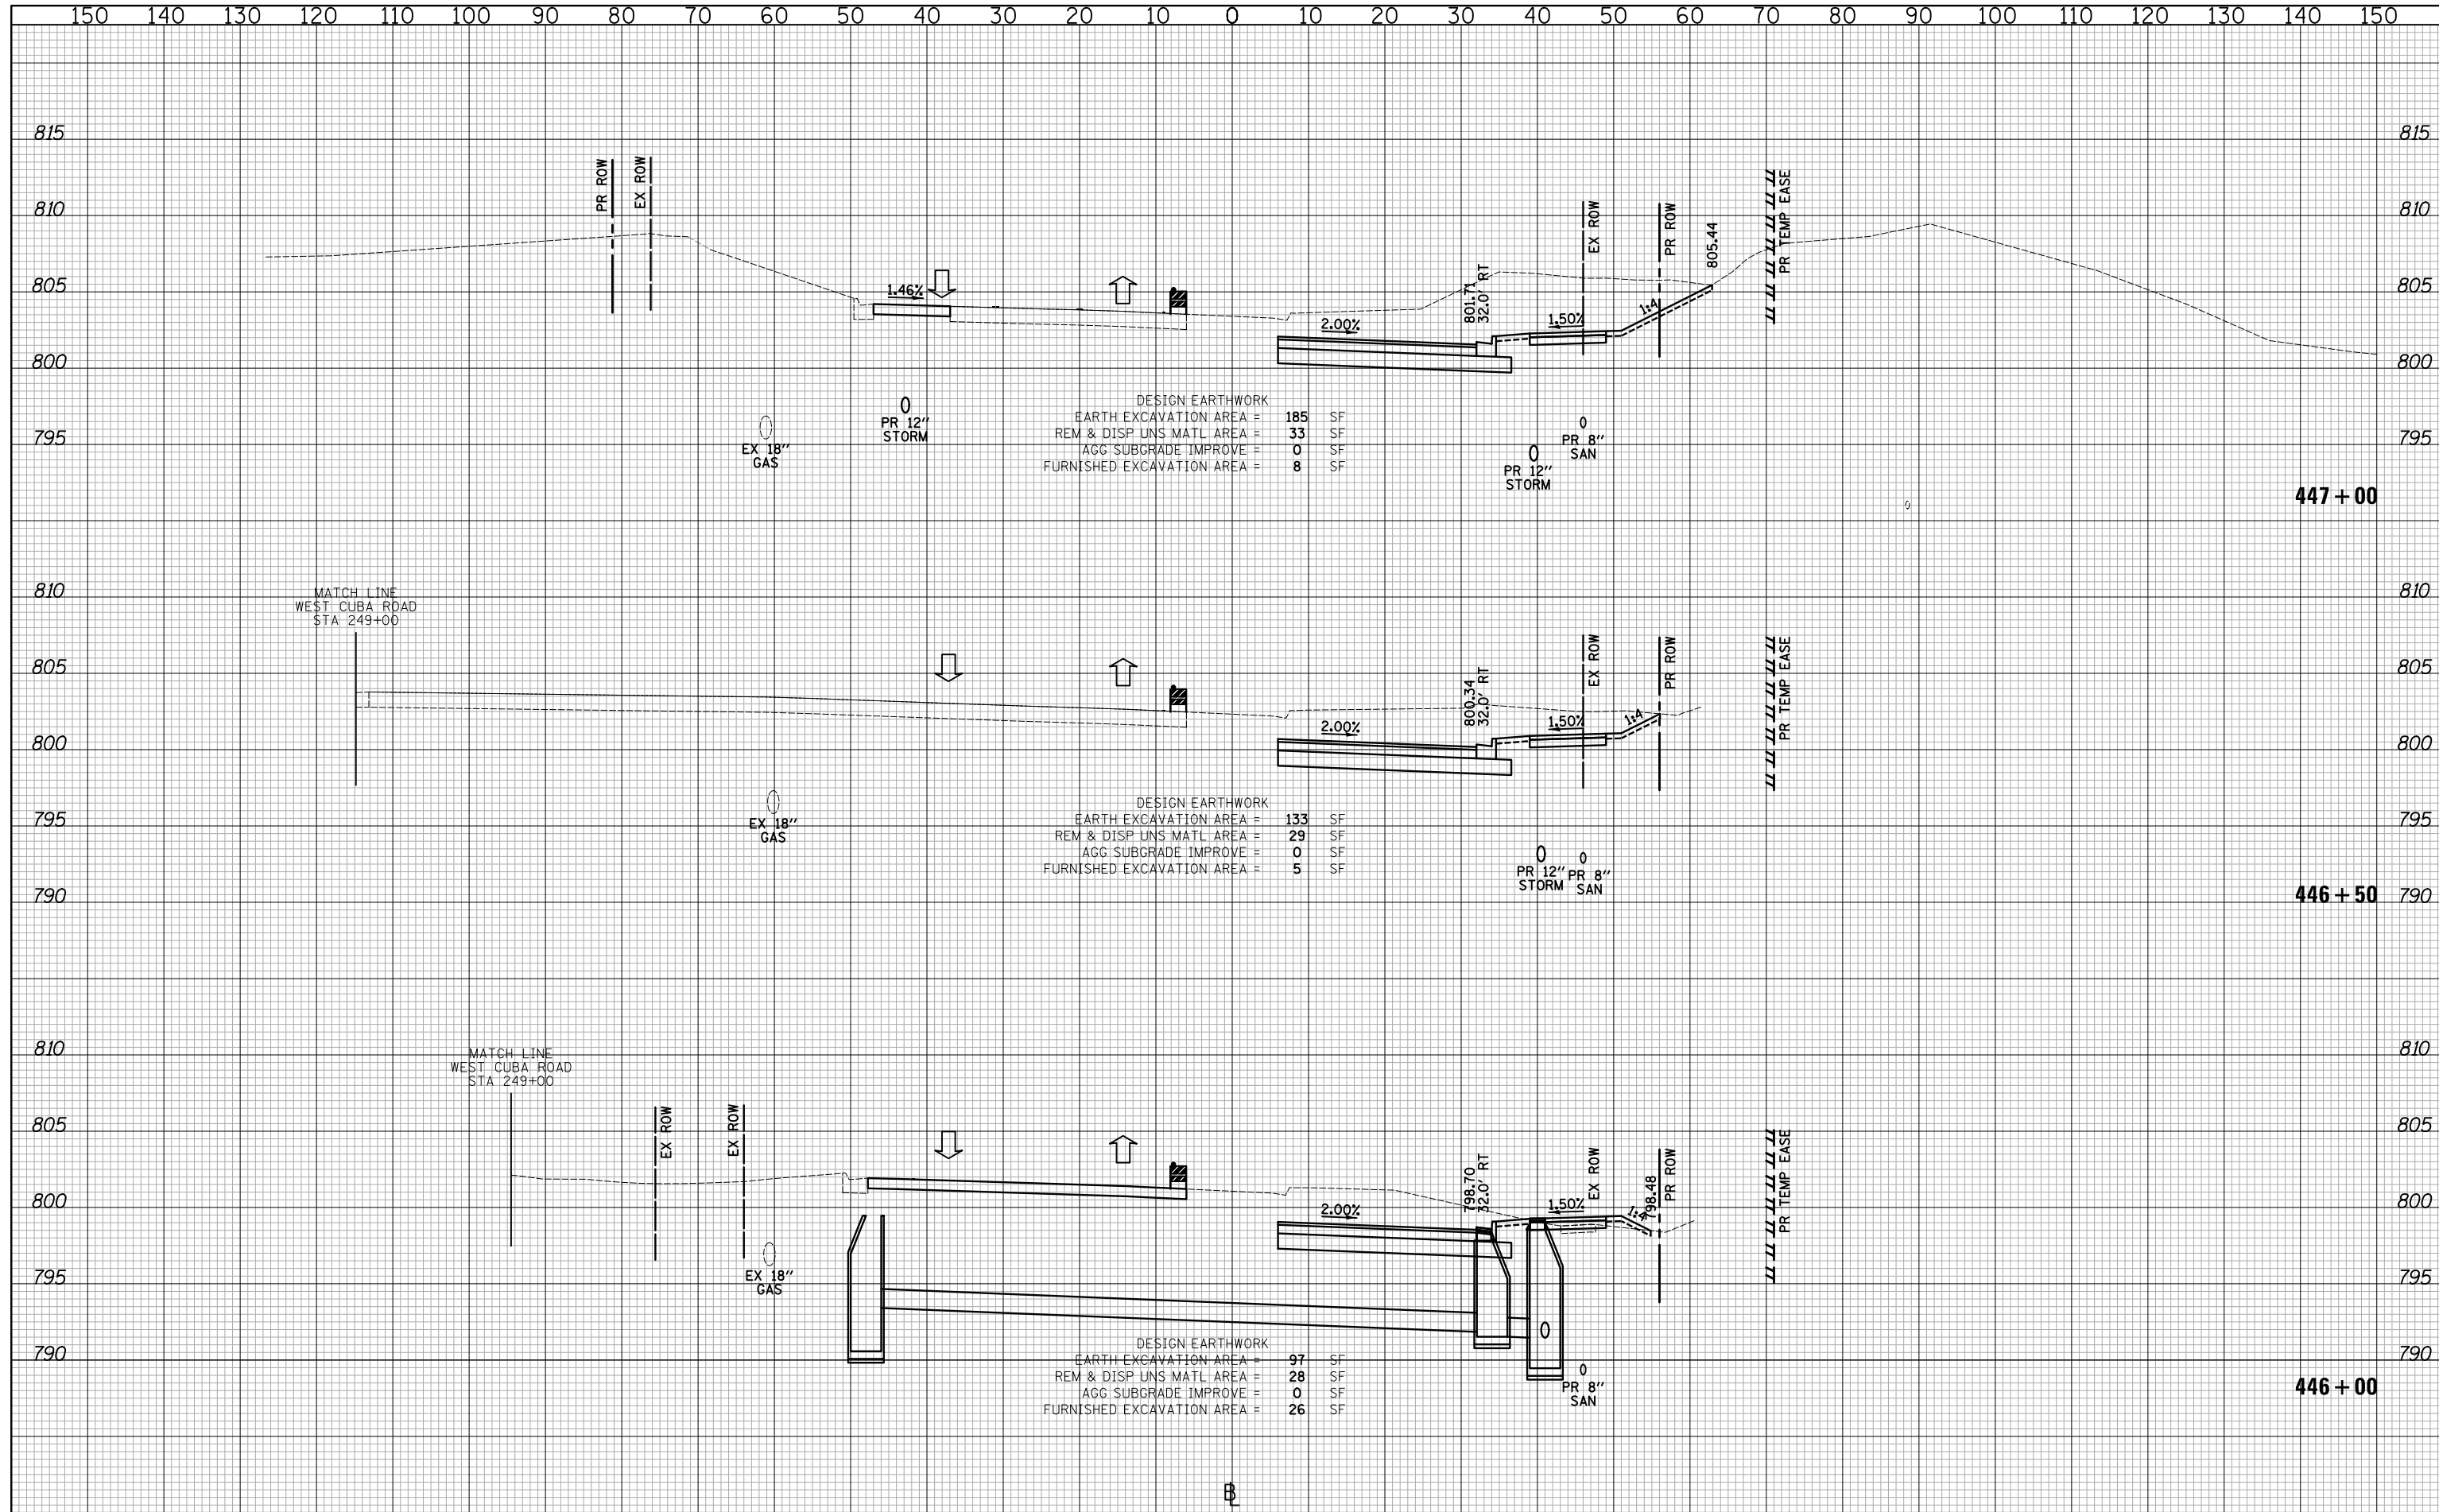 150 140 130 120 110 100 90 80 70 60 50 40 30 20 10 0 10 20 30 40 50 60 70 80 90 100 110 120 130 140 150
815 815
PR ROW
EX ROW
810 810
EX ROW
PR ROW
PR TEMP EASE
805.44
805 805
1.46%
801.71
32.0' RT
2.00%
1.50%
1:4
800 800
DESIGN EARTHWORK
EARTH EXCAVATION AREA = 185 SF
REM & DISP UNS MATL AREA = 33 SF
AGG SUBGRADE IMPROVE = 0 SF
FURNISHED EXCAVATION AREA = 8 SF
795 795
PR 12"
STORM
EX 18"
GAS
PR 8"
SAN
PR 12"
STORM
447+00
810 810
MATCH LINE
WEST CUBA ROAD
STA 249+00
805 805
EX ROW
PR ROW
PR TEMP EASE
800.34
32.0' RT
2.00%
1.50%
1:4
800 800
795 795
EX 18"
GAS
DESIGN EARTHWORK
EARTH EXCAVATION AREA = 133 SF
REM & DISP UNS MATL AREA = 29 SF
AGG SUBGRADE IMPROVE = 0 SF
FURNISHED EXCAVATION AREA = 5 SF
PR 12"
STORM
PR 8"
SAN
790 446+50 790
810 810
MATCH LINE
WEST CUBA ROAD
STA 249+00
805 805
EX ROW
EX ROW
798.70
32.0' RT
EX ROW
798.48
PR ROW
PR TEMP EASE
800 800
2.00%
1.50%
1:4
795 795
EX 18"
GAS
790 790
DESIGN EARTHWORK
EARTH EXCAVATION AREA = 97 SF
REM & DISP UNS MATL AREA = 28 SF
AGG SUBGRADE IMPROVE = 0 SF
FURNISHED EXCAVATION AREA = 26 SF
PR 8"
SAN
446+00
BL